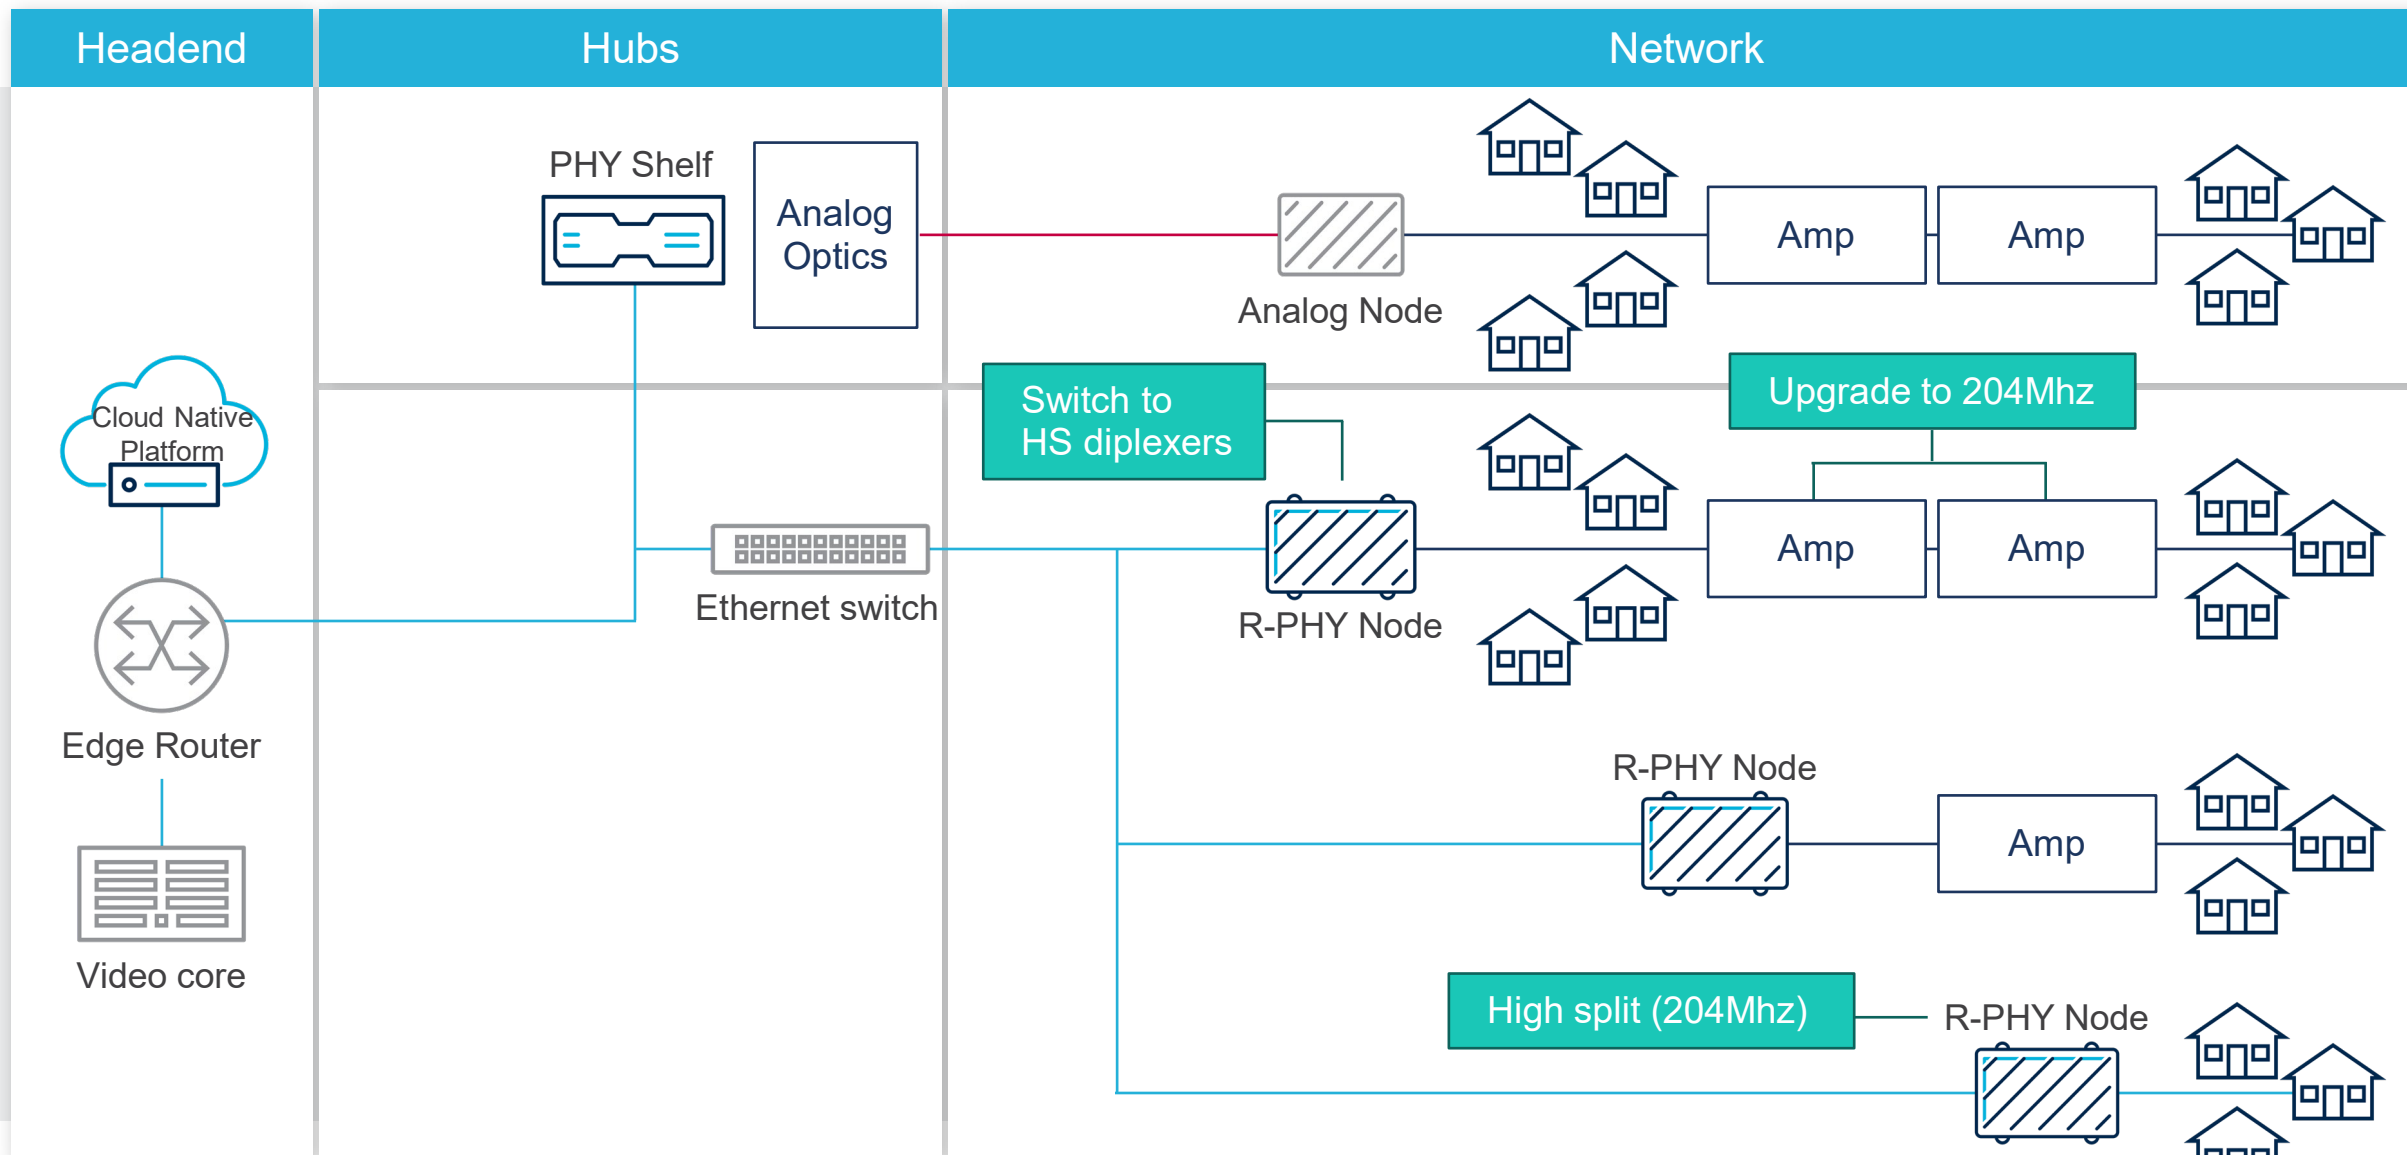 Headend
Hubs
Network
PHY Shelf
Analog
Optics
Analog Node
Amp
Amp
Cloud Native
Platform
Switch to
HS diplexers
Upgrade to 204Mhz
Ethernet switch
R-PHY Node
Amp
Amp
Edge Router
R-PHY Node
Amp
Video core
High split (204Mhz)
R-PHY Node